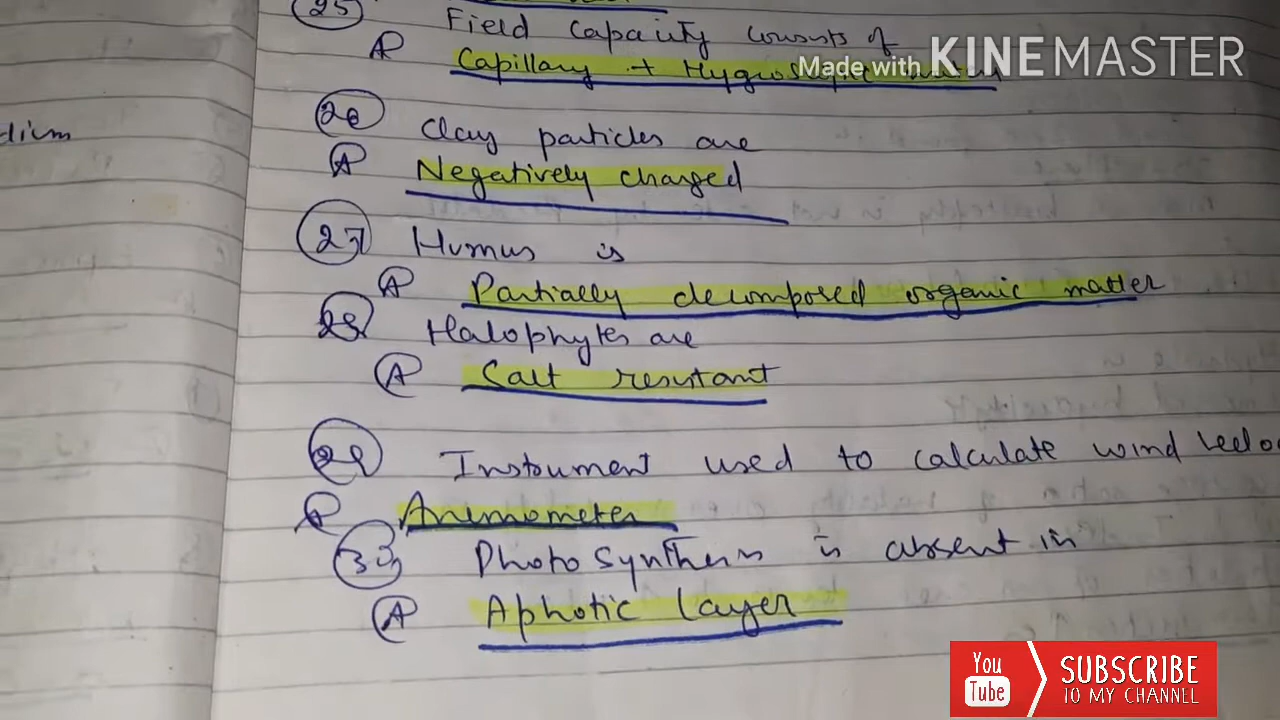 25 Field capacity consists of
A Capillary + Hygroscopic water
Made with KINEMASTER
26 Clay particles are
A Negatively charged
dium
27 Humus is
A Partially decomposed organic matter
28 Halophytes are
A Salt resistant
29 Instrument used to calculate wind veloc
A Anemometer
30 Photosynthesis is absent in
A Aphotic layer
You Tube SUBSCRIBE
TO MY CHANNEL